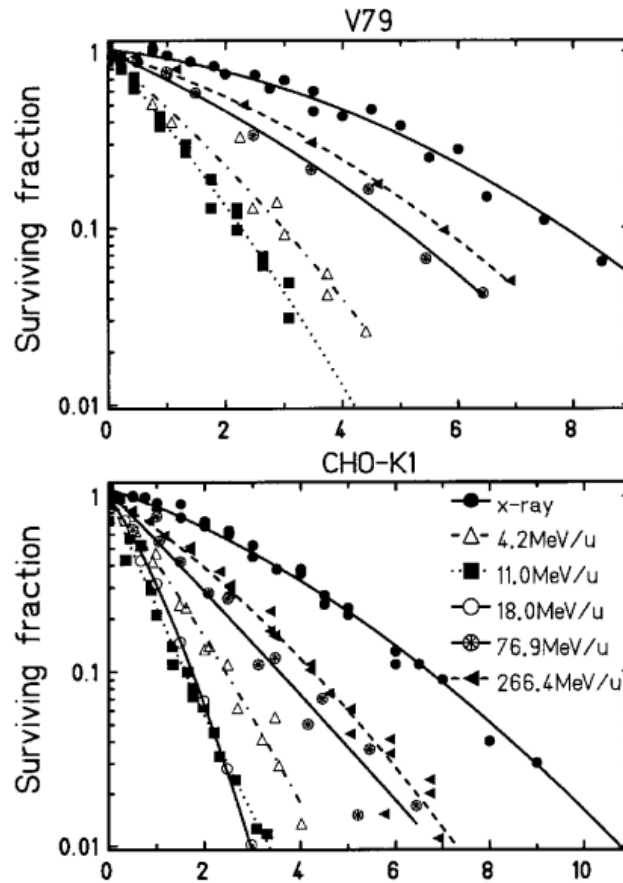 V79
1
0.1
0.01
Surviving fraction
0 2 4 6 8
CHO-K1
1
0.1
0.01
Surviving fraction
x-ray
4.2MeV/u
11.0MeV/u
18.0MeV/u
76.9MeV/u
266.4MeV/u
0 2 4 6 8 10